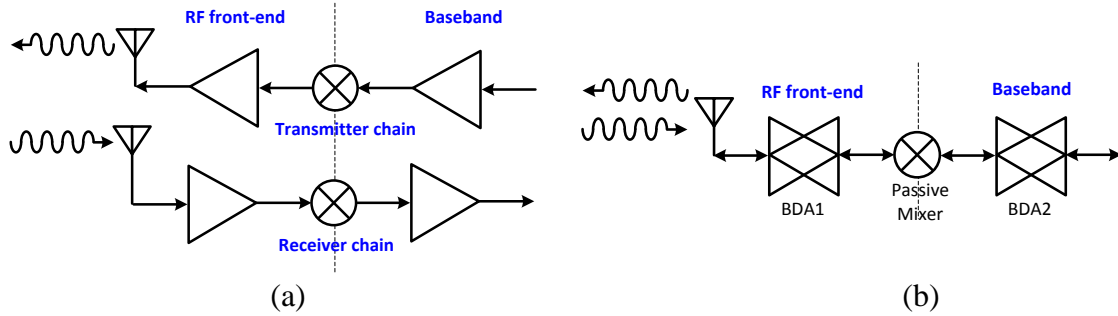 RF front-end
Baseband
Transmitter chain
Receiver chain
(a)
RF front-end
Baseband
BDA1
Passive
Mixer
BDA2
(b)